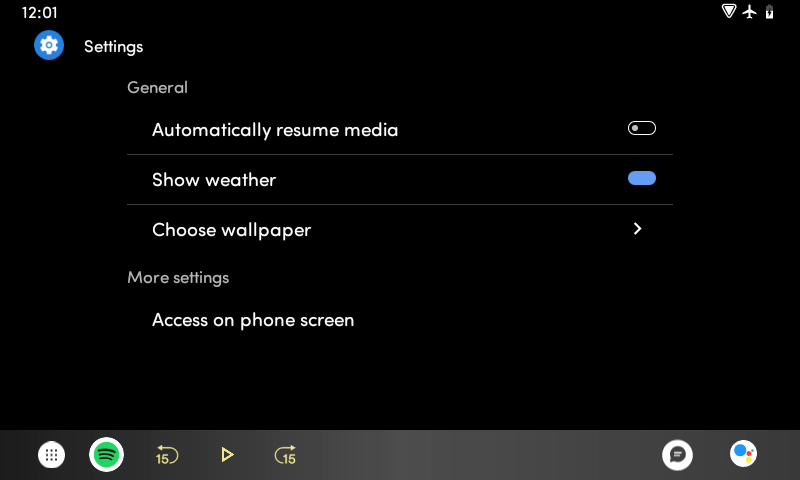 12:01
Settings
General
Automatically resume media
Show weather
Choose wallpaper
More settings
Access on phone screen
15
15